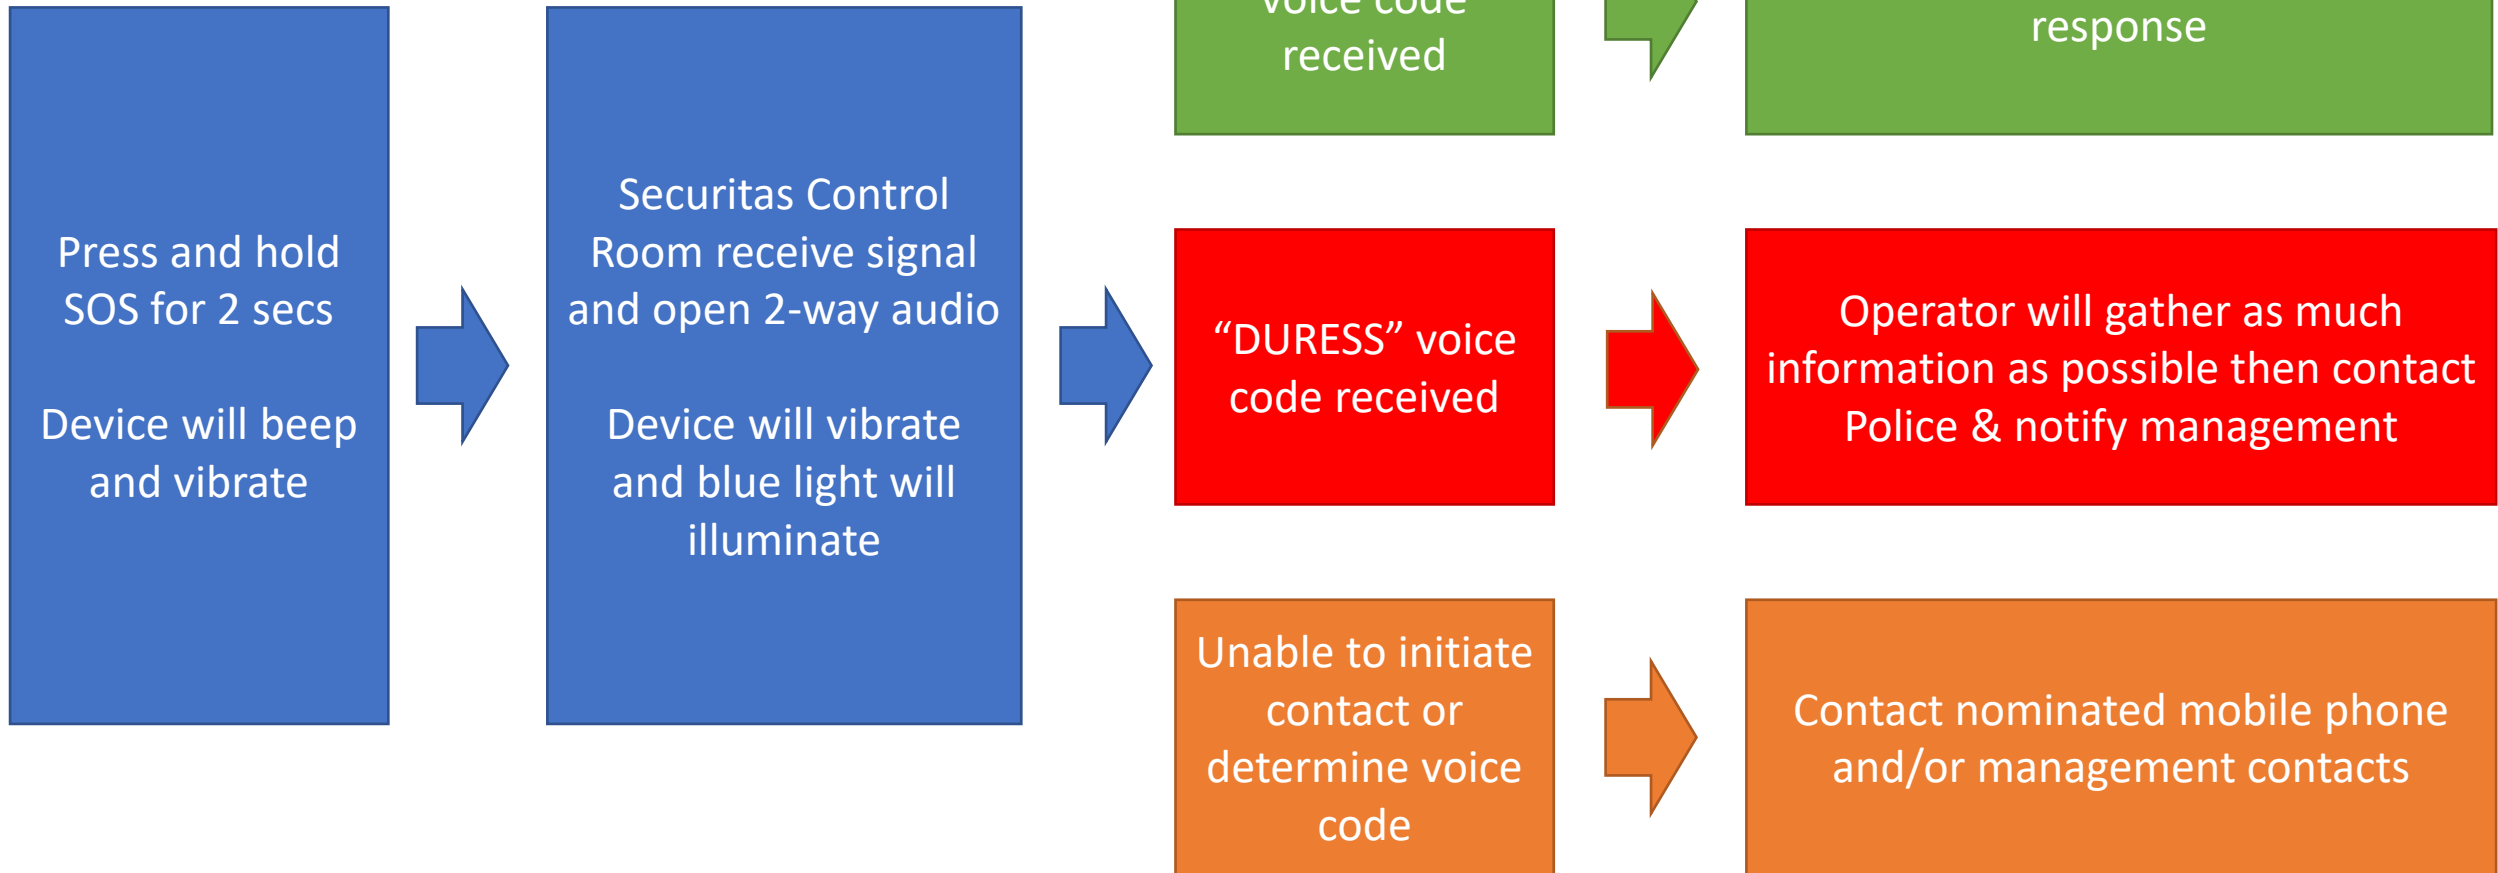 Press and hold
SOS for 2 secs
Device will beep
and vibrate
Securitas Control
Room receive signal
and open 2-way audio
Device will vibrate
and blue light will
illuminate
voice code
received
response
“DURESS” voice
code received
Operator will gather as much
information as possible then contact
Police & notify management
Unable to initiate
contact or
determine voice
code
Contact nominated mobile phone
and/or management contacts